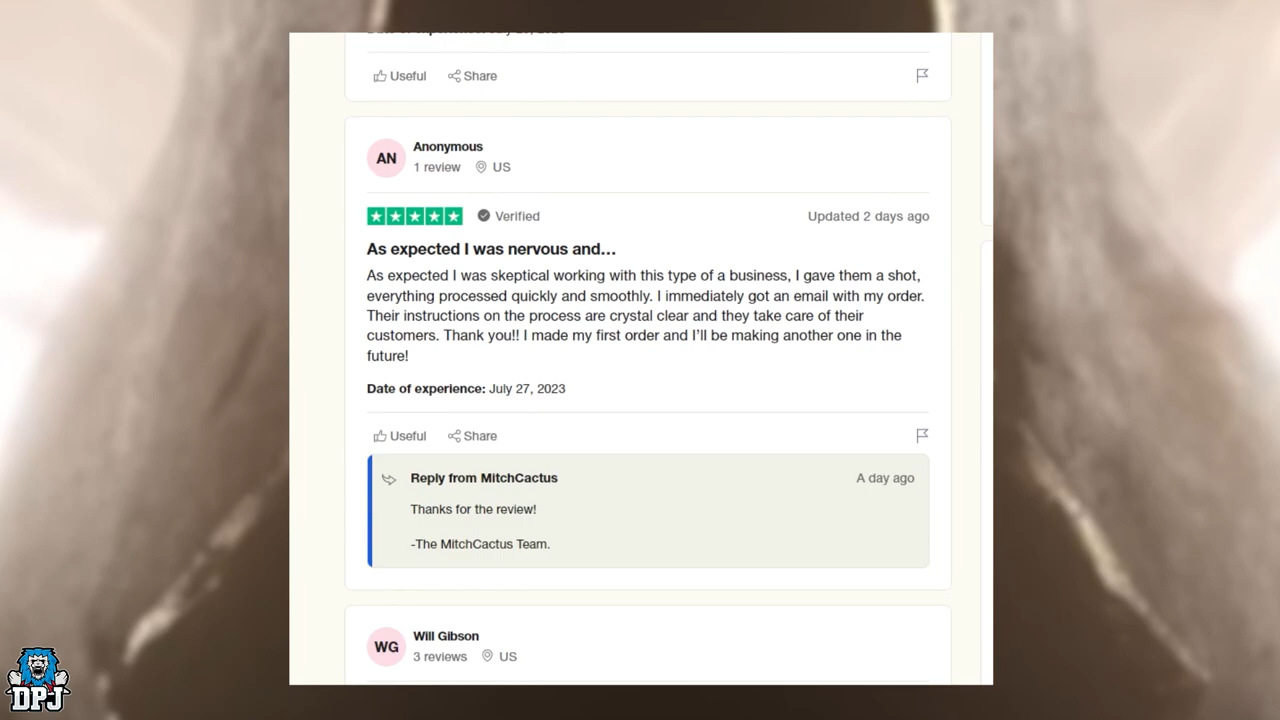 Useful Share
AN
Anonymous
1 review US
Verified Updated 2 days ago
As expected I was nervous and…
As expected I was skeptical working with this type of a business, I gave them a shot,
everything processed quickly and smoothly. I immediately got an email with my order.
Their instructions on the process are crystal clear and they take care of their
customers. Thank you!! I made my first order and I’ll be making another one in the
future!
Date of experience: July 27, 2023
Useful Share
Reply from MitchCactus A day ago
Thanks for the review!
-The MitchCactus Team.
WG
Will Gibson
3 reviews US
DPJ